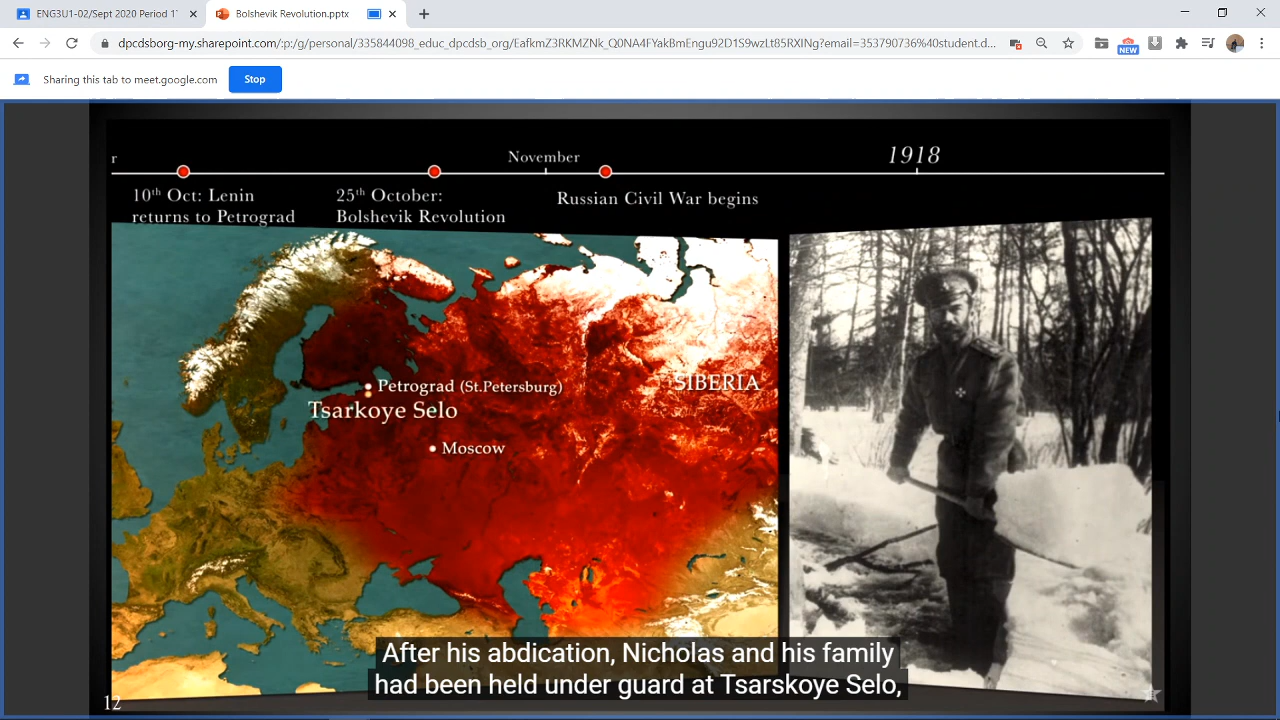 ENG3U1-02/Sept 2020 Period 1
Bolshevik Revolution.pptx
dpcdsborg-my.sharepoint.com/:p:/g/personal/335844098_stuc_dpcdsb_org/EafkmZ3RKMZNk_Q0NA4FYakBmEngu92D1S9wzLt85RXINg?email=353790736%40student.d...
NEW
Sharing this tab to meet.google.com
Stop
r
November
1918
10th Oct: Lenin
returns to Petrograd
25th October:
Bolshevik Revolution
Russian Civil War begins
Petrograd (St.Petersburg)
SIBERIA
Tsarkoye Selo
Moscow
After his abdication, Nicholas and his family
had been held under guard at Tsarskoye Selo,
12